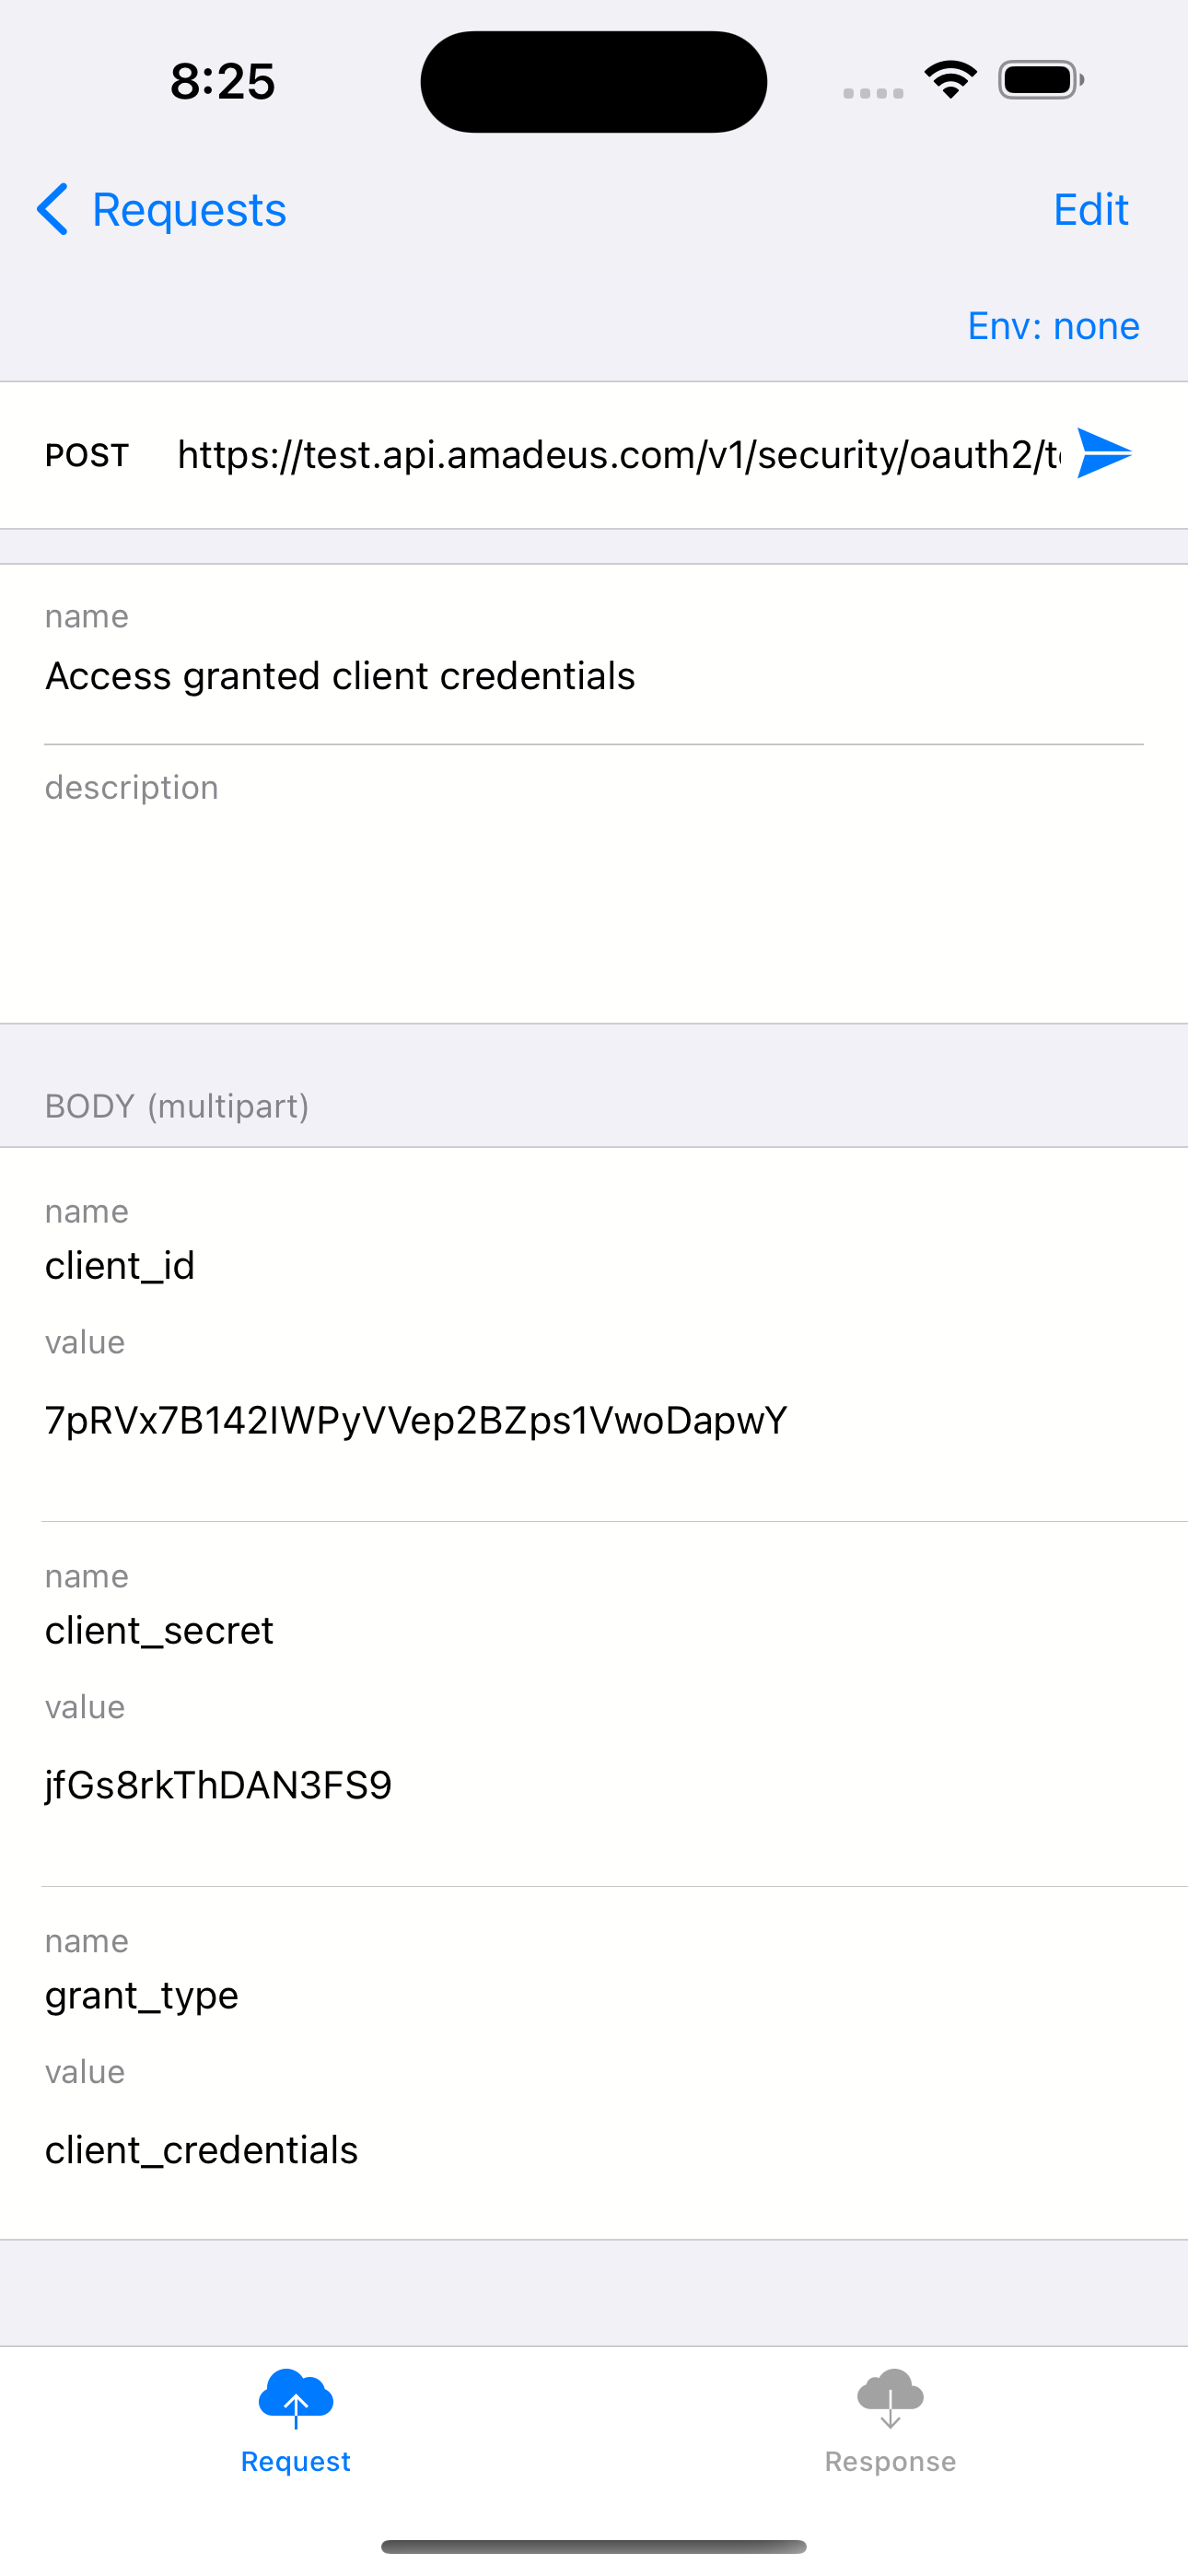 8:25
Requests
Edit
Env: none
POST https://test.api.amadeus.com/v1/security/oauth2/t
name
Access granted client credentials
description
BODY (multipart)
name
client_id
value
7pRVx7B142IWPyVVep2BZps1VwoDapwY
name
client_secret
value
jfGs8rkThDAN3FS9
name
grant_type
value
client_credentials
Request
Response